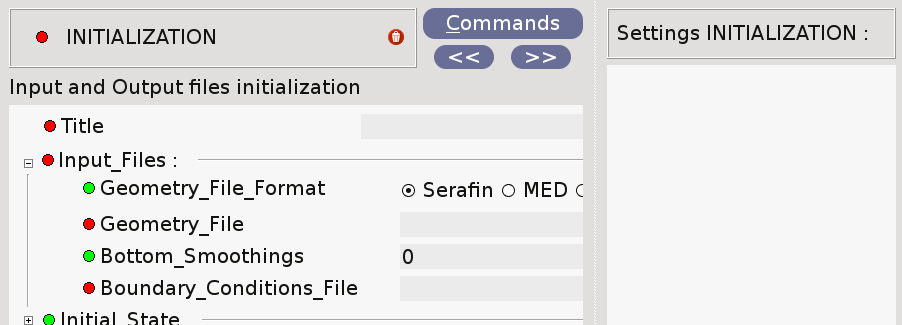 INITIALIZATION
Commands
<< >>
Settings INITIALIZATION :
Input and Output files initialization
Title
Input_Files :
Geometry_File_Format Serafin MED
Geometry_File
Bottom_Smoothings 0
Boundary_Conditions_File
Initial_State